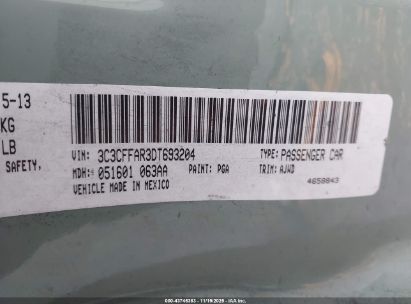 5-13
KG
LB
SAFETY,
VIN: 3C3CFFAR3DT693204
TYPE: PASSENGER CAR
MDH: 051601 063AA
PAINT: PGA
TRIM: AJWD
VEHICLE MADE IN MEXICO
4658843